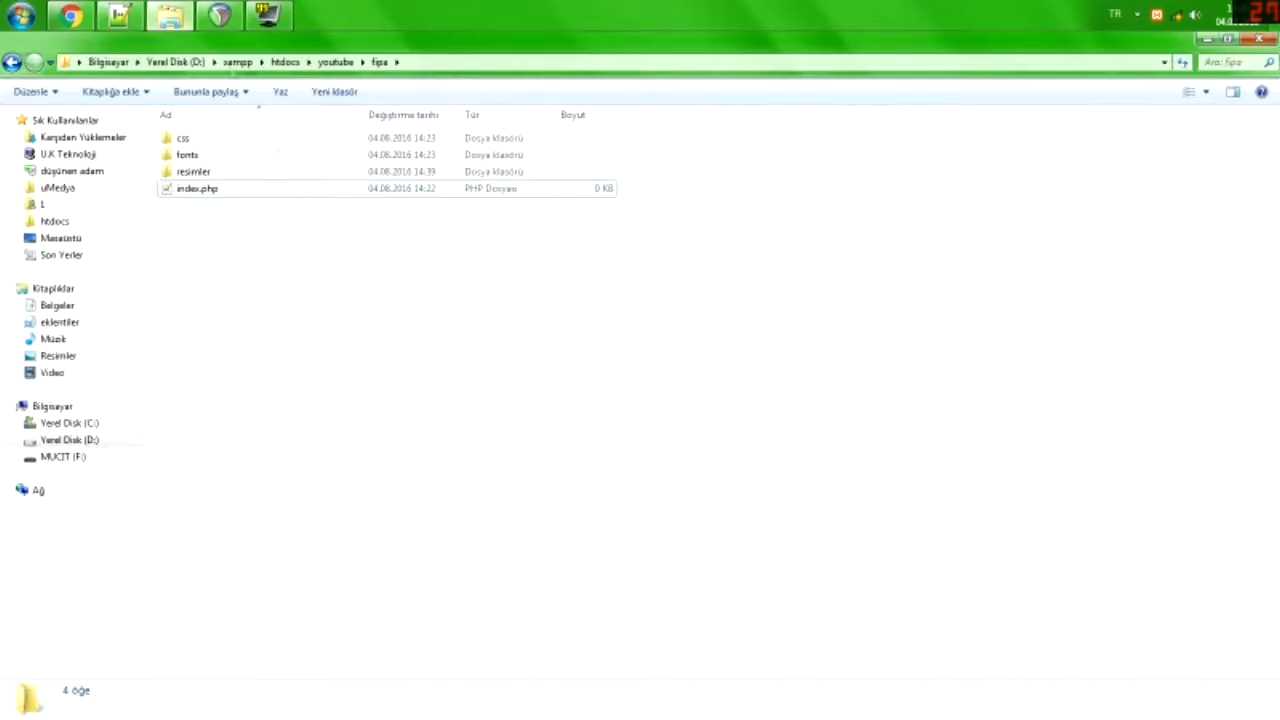 TR
Bilgisayar Yerel Disk (D:) xampp htdocs youtube fipa
Ara: fipa
Düzenle Kitaplığa ekle Bununla paylaş Yaz Yeni klasör
Ad Değiştirme tarihi Tür Boyut
Sık Kullanılanlar
Karşıdan Yüklemeler
U.K Teknoloji
düşünen adam
uMedya
1
htdocs
Masaüstü
Son Yerler
css 04.08.2016 14:23 Dosya klasörü
fonts 04.08.2016 14:23 Dosya klasörü
resimler 04.08.2016 14:39 Dosya klasörü
index.php 04.08.2016 14:22 PHP Dosyası 0 KB
Kitaplıklar
Belgeler
eklentiler
Müzik
Resimler
Video
Bilgisayar
Yerel Disk (C:)
Yerel Disk (D:)
MUCIT (F:)
Ağ
4 öğe